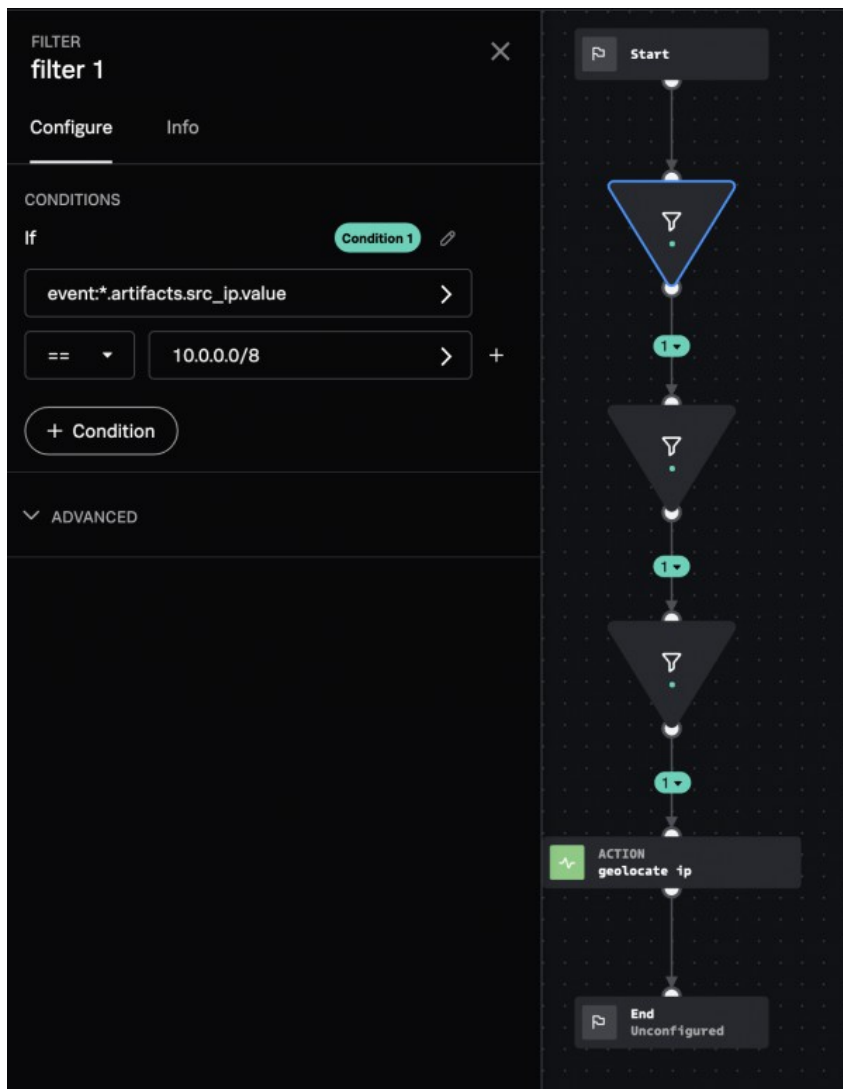 FILTER
filter 1
Configure Info
CONDITIONS
If Condition 1
event:*.artifacts.src_ip.value
== 10.0.0.0/8
+ Condition
ADVANCED
Start
1
1
1
ACTION
geolocate ip
End
Unconfigured